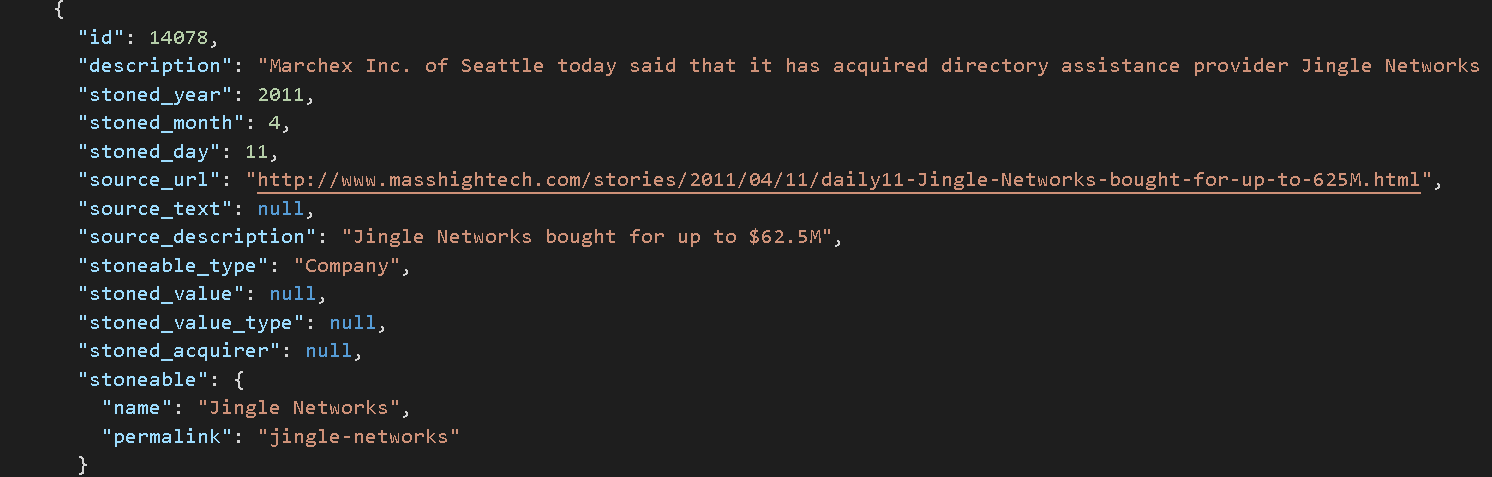 {
"id": 14078,
"description": "Marchex Inc. of Seattle today said that it has acquired directory assistance provider Jingle Networks
"stoned_year": 2011,
"stoned_month": 4,
"stoned_day": 11,
"source_url": "http://www.masshightech.com/stories/2011/04/11/daily11-Jingle-Networks-bought-for-up-to-625M.html",
"source_text": null,
"source_description": "Jingle Networks bought for up to $62.5M",
"stoneable_type": "Company",
"stoned_value": null,
"stoned_value_type": null,
"stoned_acquirer": null,
"stoneable": {
"name": "Jingle Networks",
"permalink": "jingle-networks"
}